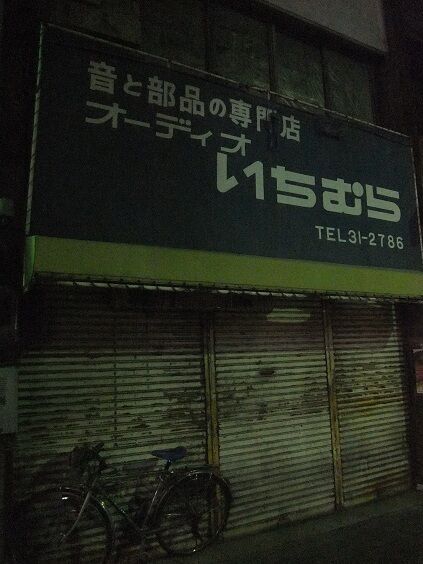 音と部品の専門店
オーディオ
いちむら
TEL31-2786